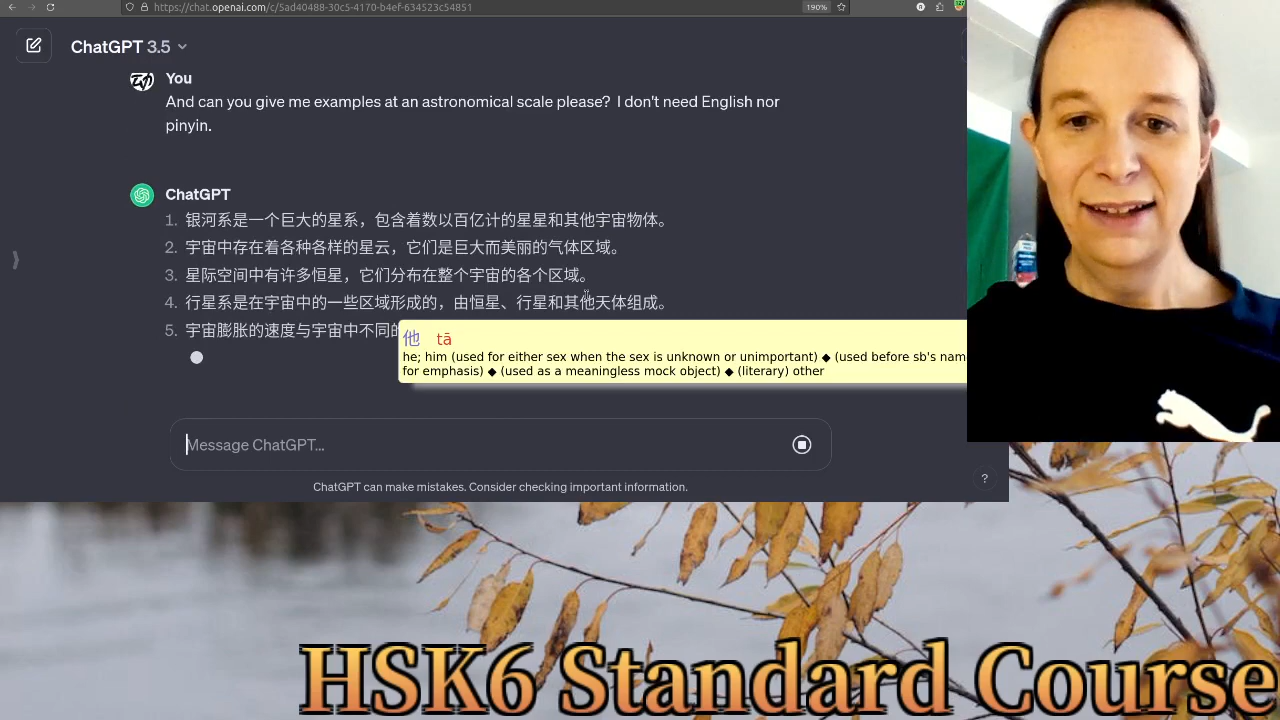 https://chat.openai.com/c/5ad40488-30c5-4170-b4ef-634523c54851
190%
ChatGPT 3.5
You
And can you give me examples at an astronomical scale please? I don't need English nor
pinyin.
ChatGPT
1. 银河系是一个巨大的星系，包含着数以百亿计的星星和其他宇宙物体。
2. 宇宙中存在着各种各样的星云，它们是巨大而美丽的气体区域。
3. 星际空间中有许多恒星，它们分布在整个宇宙的各个区域。
4. 行星系是在宇宙中的一些区域形成的，由恒星、行星和其他天体组成。
5. 宇宙膨胀的速度与宇宙中不同的
他 tā
he; him (used for either sex when the sex is unknown or unimportant) ◆ (used before sb's nam
for emphasis) ◆ (used as a meaningless mock object) ◆ (literary) other
Message ChatGPT...
ChatGPT can make mistakes. Consider checking important information.
?
HSK6 Standard Course